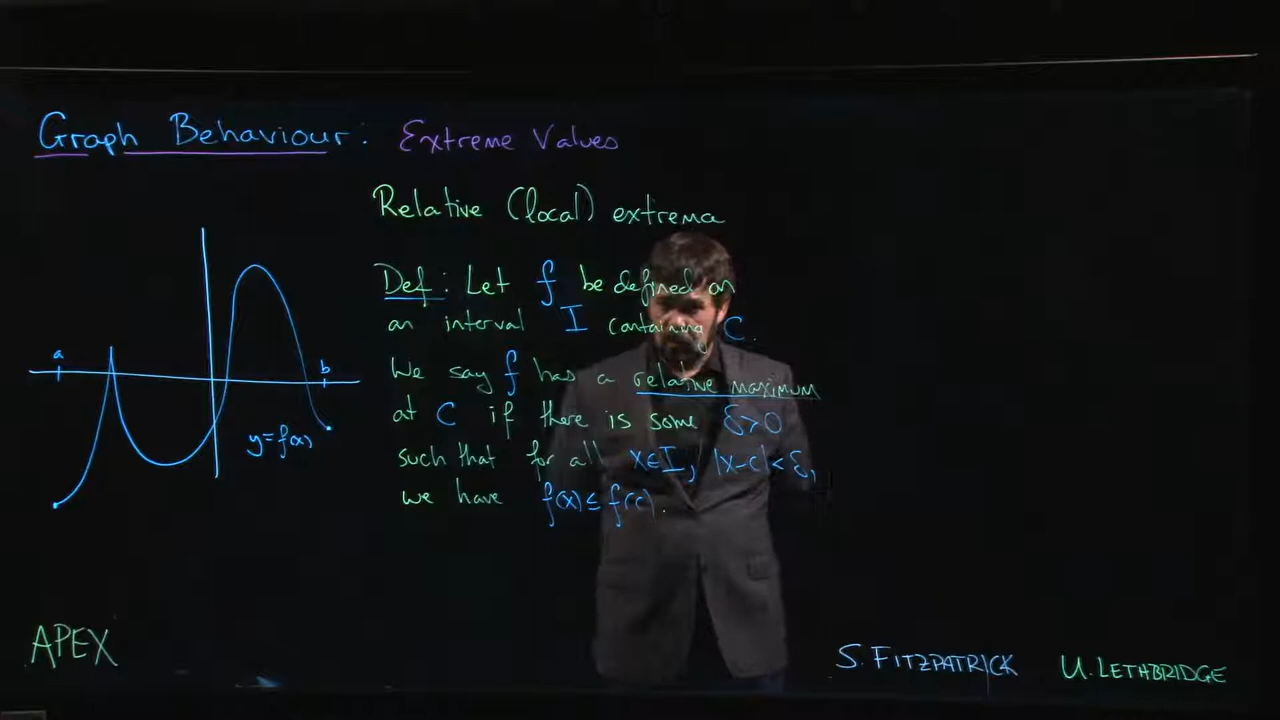 Graph Behaviour: Extreme Values
Relative (local) extrema
Def: Let f be defined on
an interval I containing C.
We say f has a relative maximum
at C if there is some δ>0
such that for all x∈I, |x-c|<δ,
we have f(x)≤f(c).
a
b
y=f(x)
APEX
S. FITZPATRICK U. LETHBRIDGE